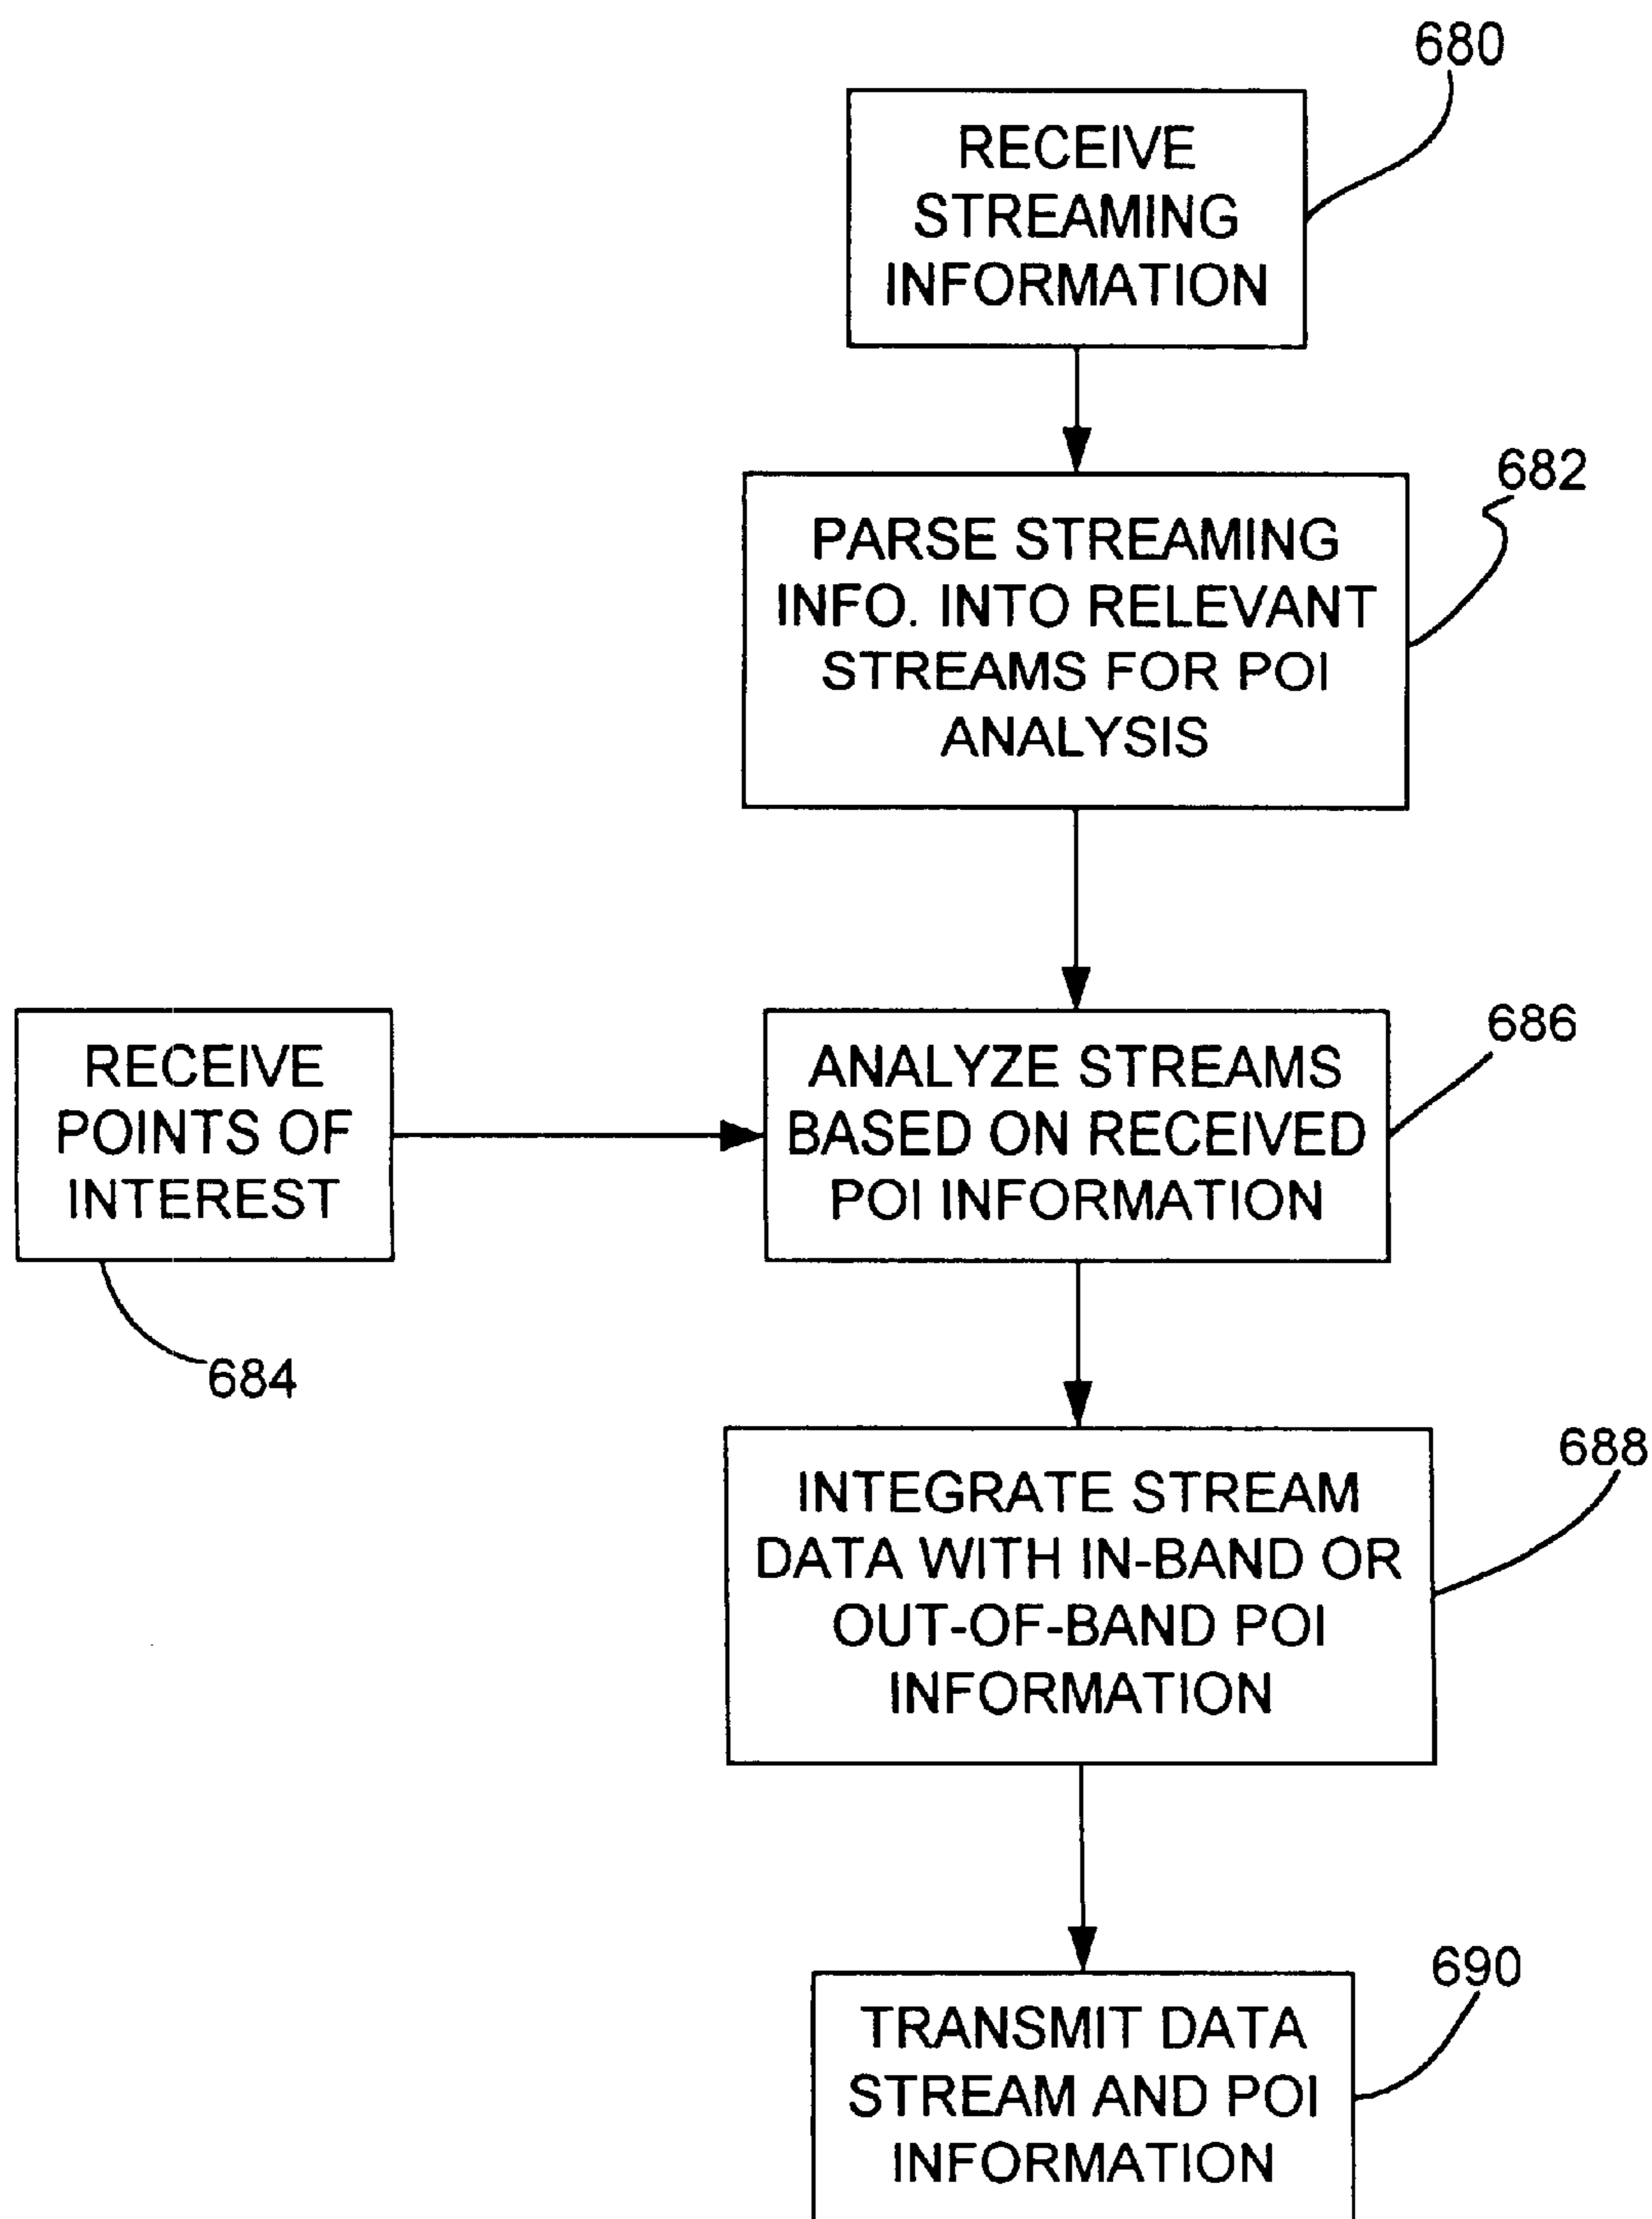 680
RECEIVE
STREAMING
INFORMATION
682
PARSE STREAMING
INFO. INTO RELEVANT
STREAMS FOR POI
ANALYSIS
RECEIVE
POINTS OF
INTEREST
684
686
ANALYZE STREAMS
BASED ON RECEIVED
POI INFORMATION
688
INTEGRATE STREAM
DATA WITH IN-BAND OR
OUT-OF-BAND POI
INFORMATION
690
TRANSMIT DATA
STREAM AND POI
INFORMATION